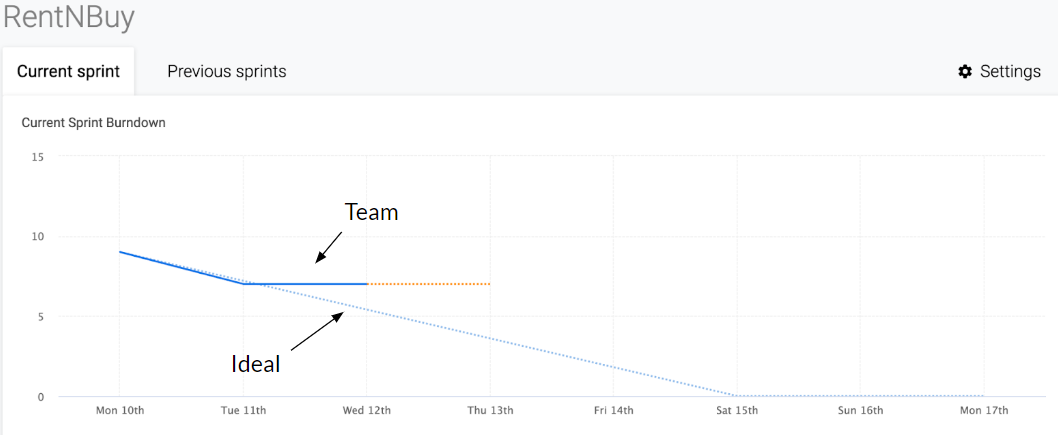 RentNBuy
Current sprint
Previous sprints
Settings
Current Sprint Burndown
15
Team
10
5
Ideal
0
Mon 10th
Tue 11th
Wed 12th
Thu 13th
Fri 14th
Sat 15th
Sun 16th
Mon 17th